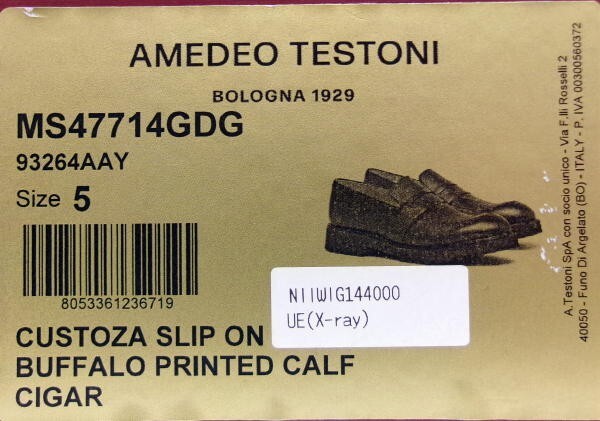 AMEDEO TESTONI
BOLOGNA 1929
MS47714GDG
93264AAY
Size 5
8053361236719
NIIWIG144000
UE(X-ray)
CUSTOZA SLIP ON
BUFFALO PRINTED CALF
CIGAR
A.Testoni SpA con socio unico - Via F.lli Rosselli 2
40050 - Funo Di Argelato (BO) - ITALY - P. IVA 00300560372